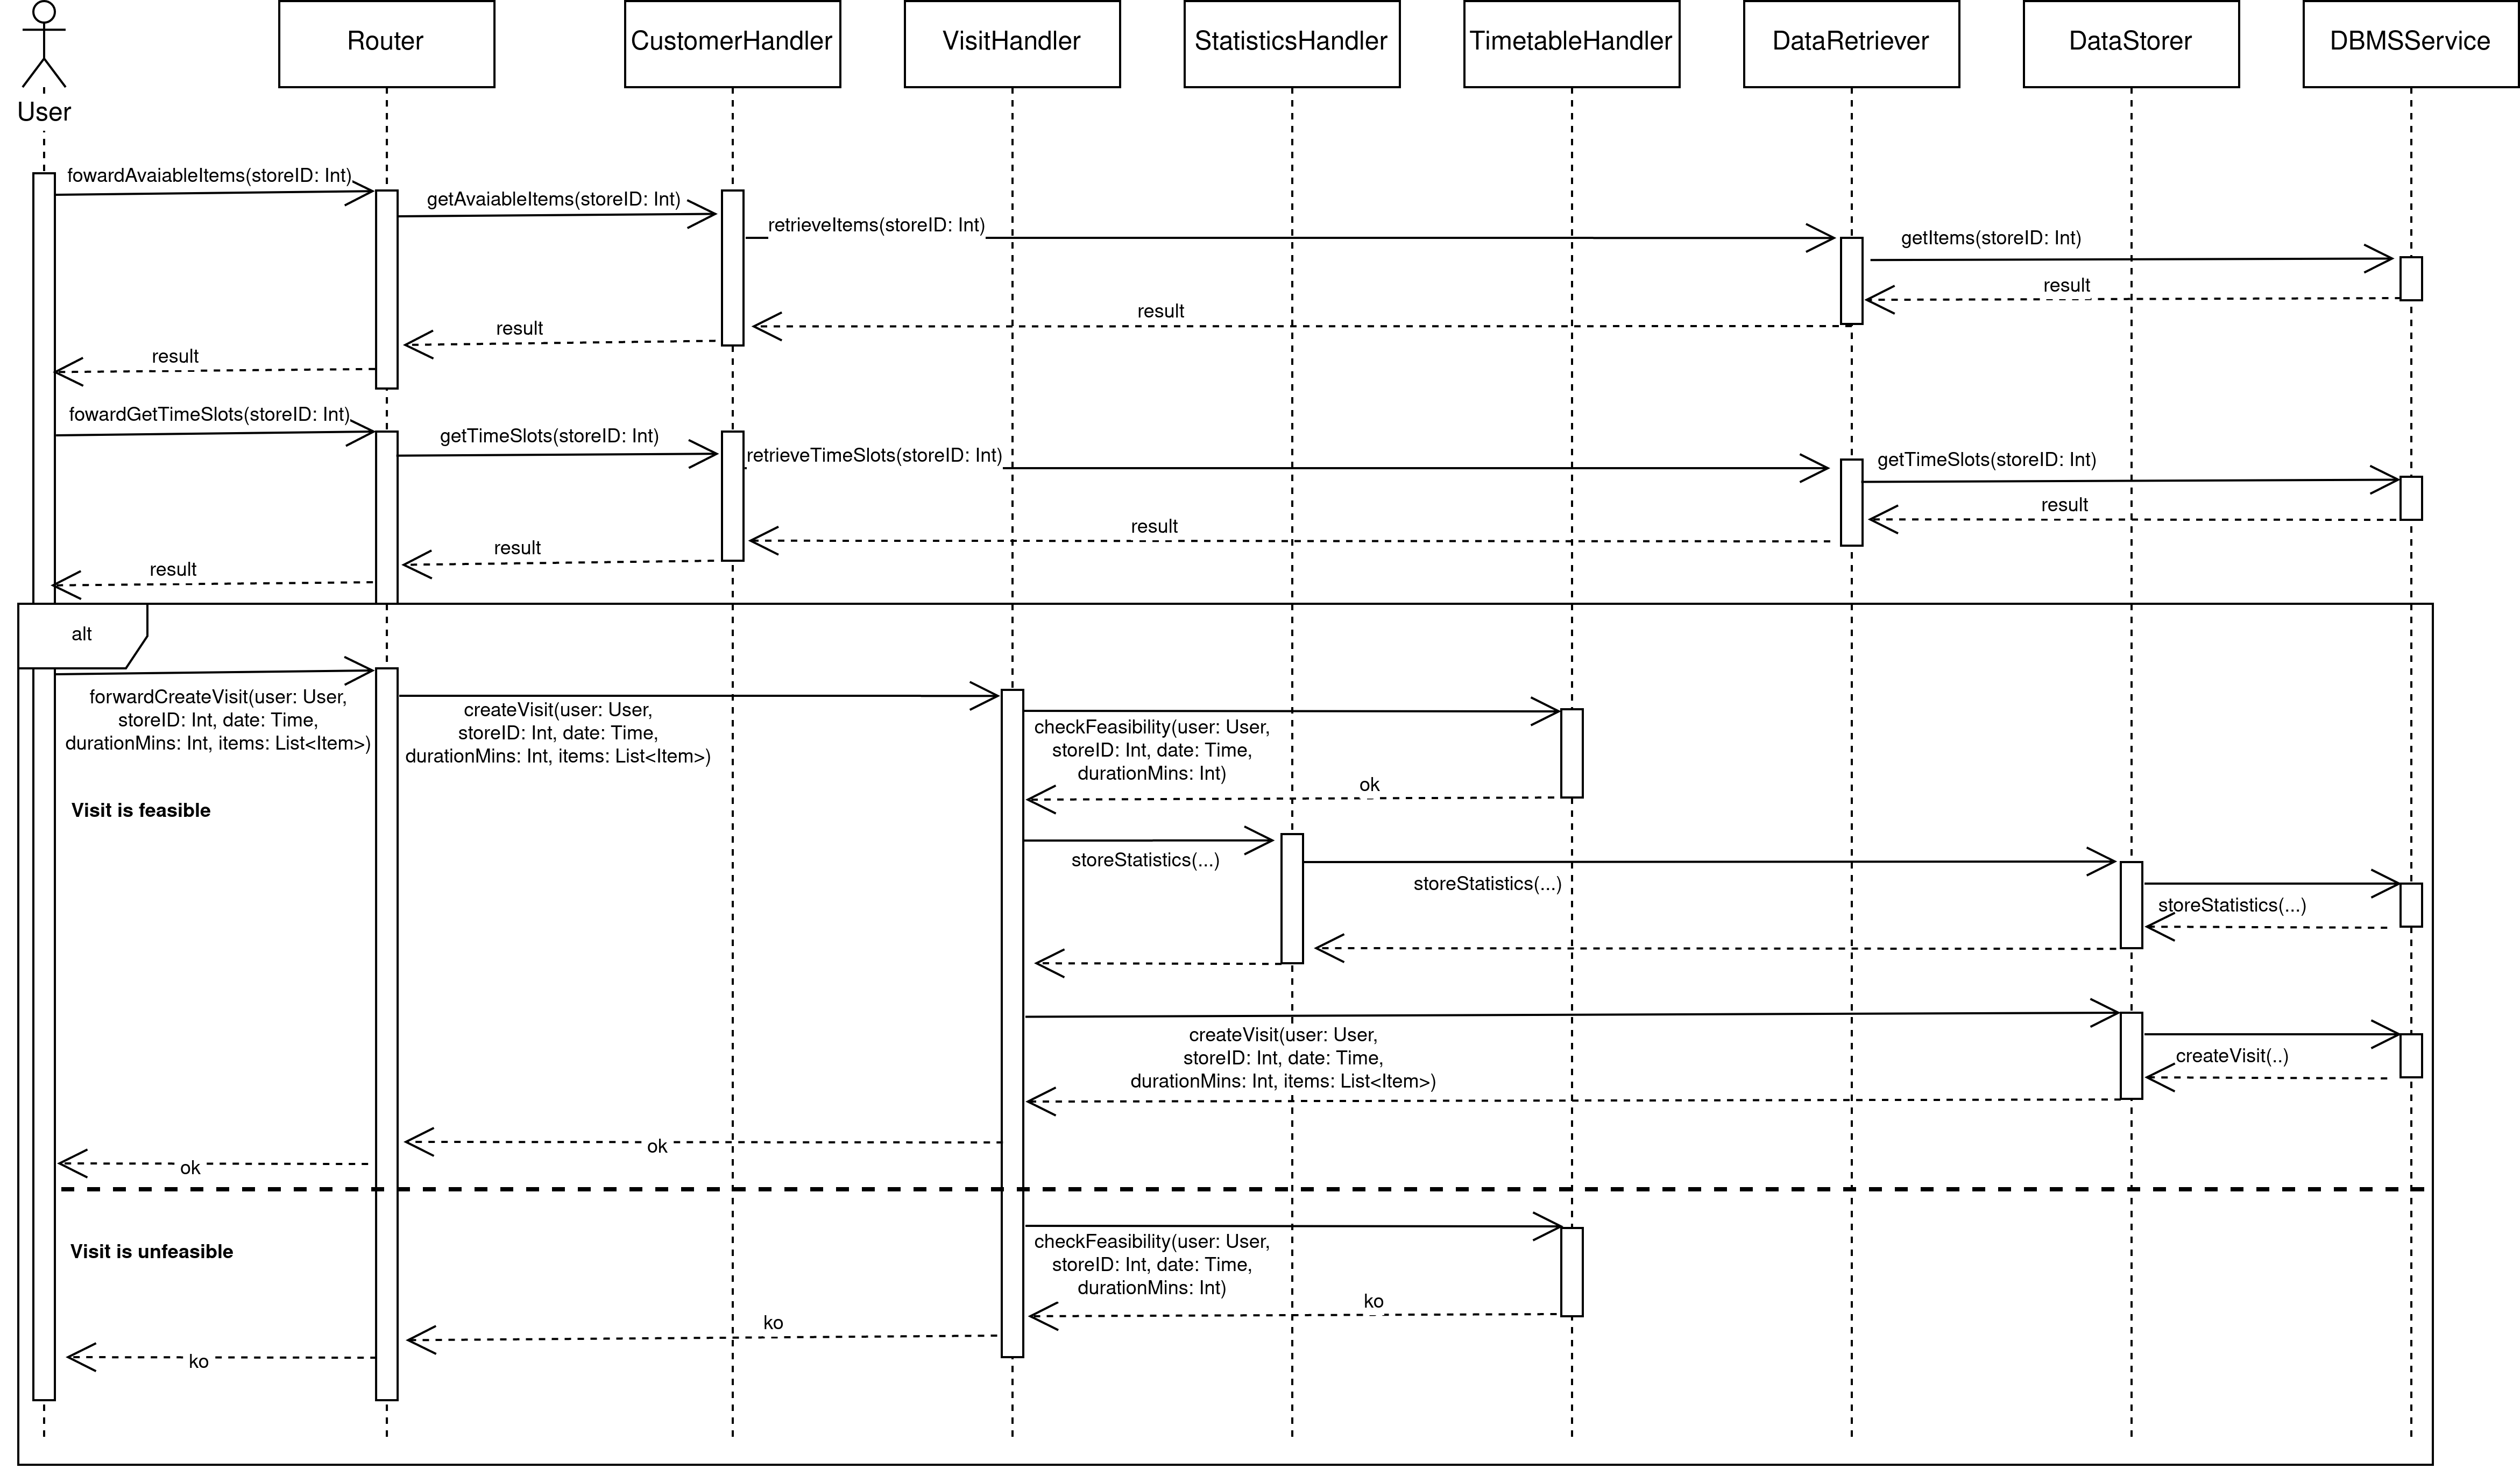 Router
CustomerHandler
VisitHandler
StatisticsHandler
TimetableHandler
DataRetriever
DataStorer
DBMSService
User
fowardAvaiableItems(storeID: Int)
getAvaiableItems(storeID: Int)
retrieveItems(storeID: Int)
getItems(storeID: Int)
result
result
result
result
fowardGetTimeSlots(storeID: Int)
getTimeSlots(storeID: Int)
retrieveTimeSlots(storeID: Int)
getTimeSlots(storeID: Int)
result
result
result
result
alt
forwardCreateVisit(user: User,
storeID: Int, date: Time,
durationMins: Int, items: List<Item>)
createVisit(user: User,
storeID: Int, date: Time,
durationMins: Int, items: List<Item>)
checkFeasibility(user: User,
storeID: Int, date: Time,
durationMins: Int)
ok
Visit is feasible
storeStatistics(...)
storeStatistics(...)
storeStatistics(...)
createVisit(user: User,
storeID: Int, date: Time,
durationMins: Int, items: List<Item>)
createVisit(..)
ok
ok
Visit is unfeasible
checkFeasibility(user: User,
storeID: Int, date: Time,
durationMins: Int)
ko
ko
ko